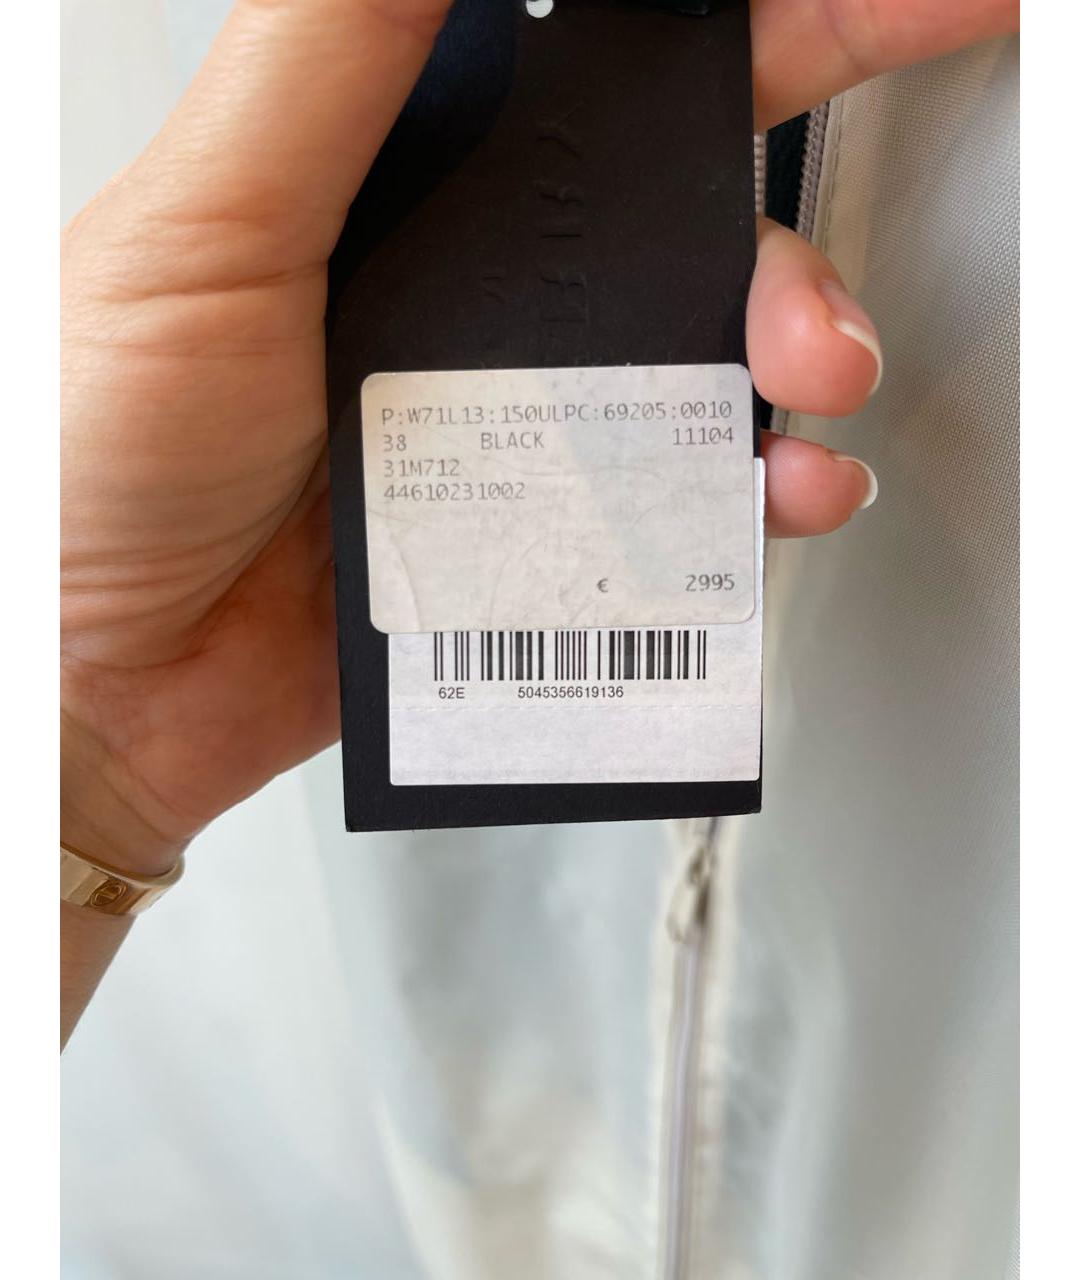 P:W71L13:150ULPC:69205:0010
38 BLACK 11104
31M712
44610231002
€ 2995
62E 5045356619136